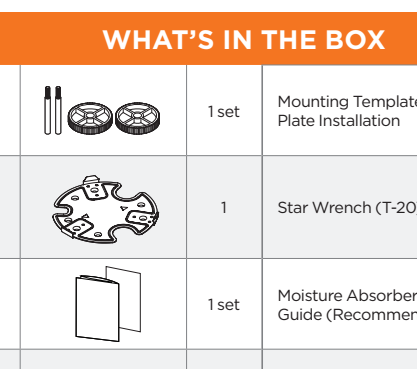 WHAT'S IN THE BOX
1 set
Mounting Template
Plate Installation
1
Star Wrench (T-20)
1 set
Moisture Absorber
Guide (Recommen